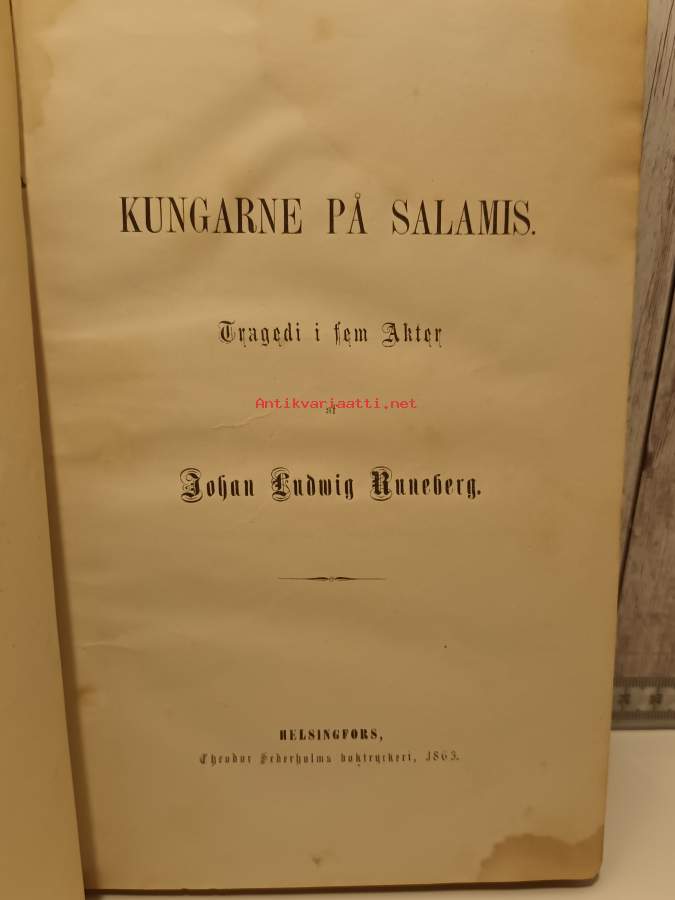 KUNGARNE PÅ SALAMIS.
Tragedi i fem Akter
Antikvariaatti.net
af
Johan Ludwig Runeberg.
HELSINGFORS,
Theodor Sederholms boktryckeri, 1863.